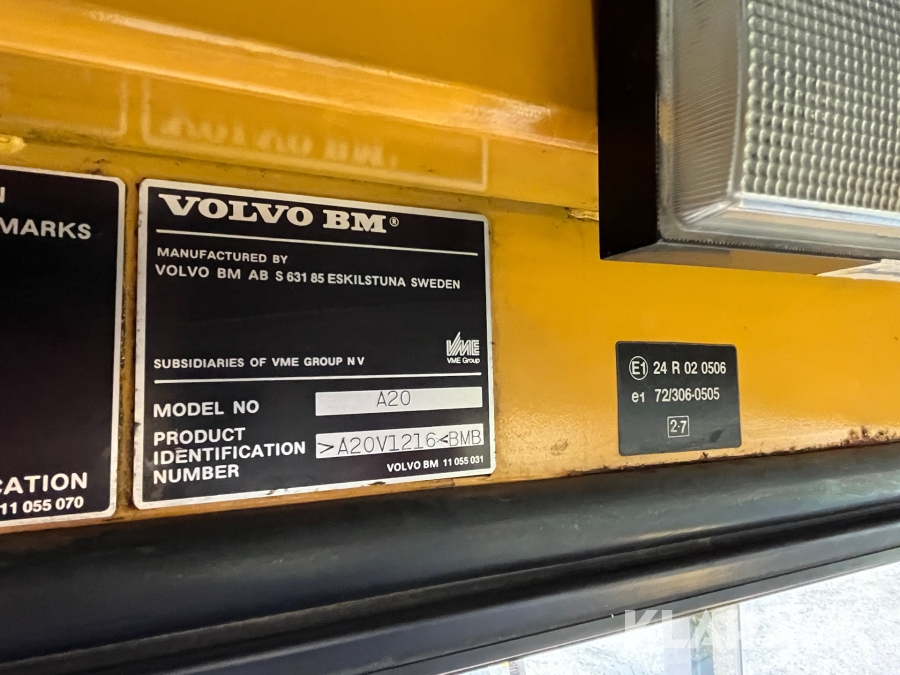 MARKS
CATION
11 055 070
VOLVO BM®
MANUFACTURED BY
VOLVO BM AB S 631 85 ESKILSTUNA SWEDEN
VME
VME Group
SUBSIDIARIES OF VME GROUP N V
MODEL NO A20
PRODUCT
IDENTIFICATION
NUMBER
>A20V1216<BMB
VOLVO BM 11 055 031
E1 24 R 02 0506
e1 72/306-0505
2-7